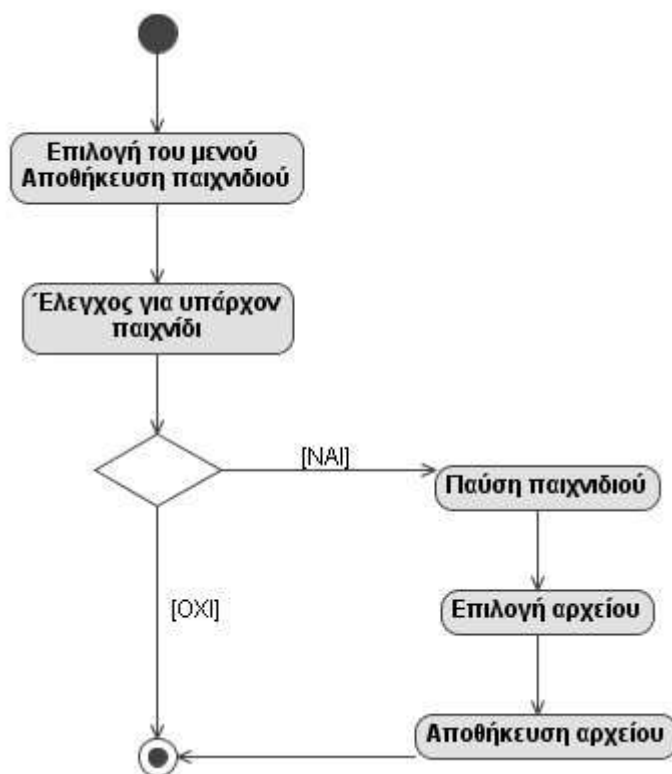 Επιλογή του μενού
Αποθήκευση παιχνιδιού
Έλεγχος για υπάρχον
παιχνίδι
[ΝΑΙ]
Παύση παιχνιδιού
Επιλογή αρχείου
[ΟΧΙ]
Αποθήκευση αρχείου